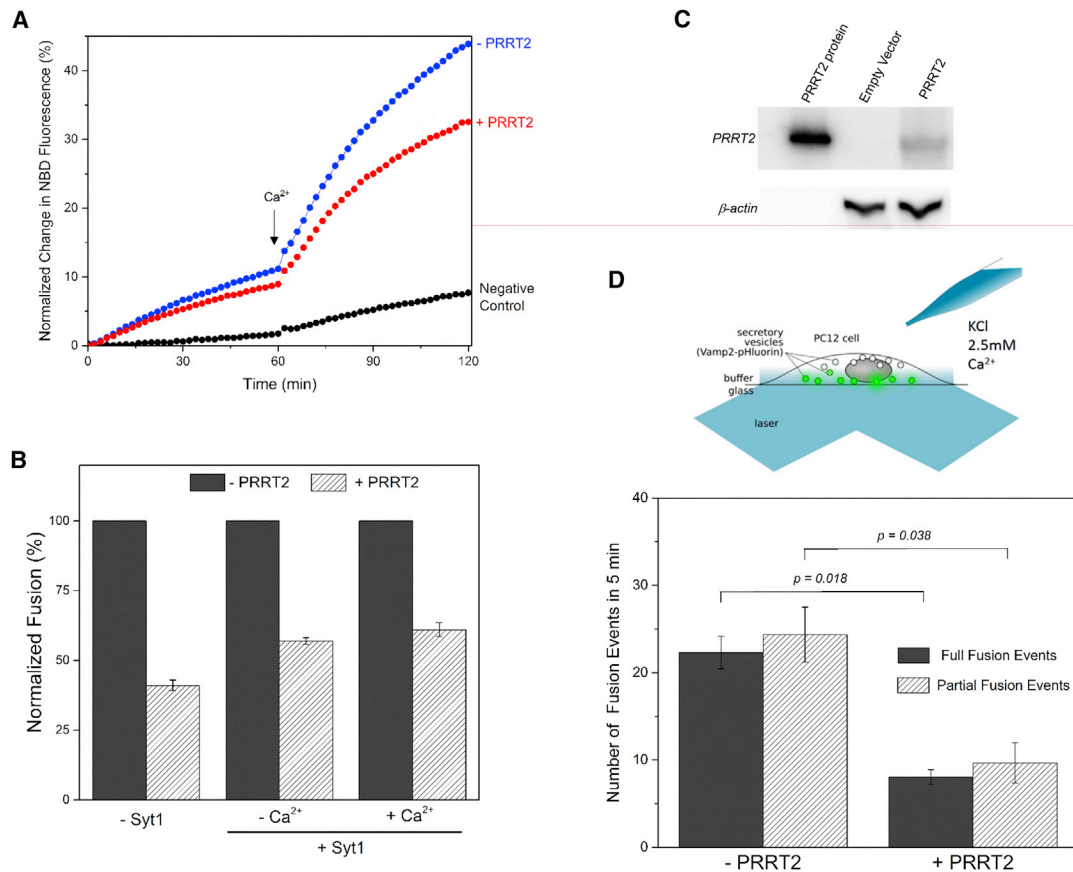 A
Normalized Change in NBD Fluorescence (%)
40
30
20
10
0
0
30
60
90
120
Time (min)
Ca²⁺
- PRRT2
+ PRRT2
Negative
Control
B
- PRRT2
+ PRRT2
Normalized Fusion (%)
100
75
50
25
0
- Syt1
- Ca²⁺
+ Ca²⁺
+ Syt1
C
PRRT2 protein
Empty Vector
PRRT2
PRRT2
β-actin
D
KCl
2.5mM
Ca²⁺
secretory
vesicles
(Vamp2-pHluorin)
PC12 cell
buffer
glass
laser
Number of Fusion Events in 5 min
40
30
20
10
0
p = 0.038
p = 0.018
Full Fusion Events
Partial Fusion Events
- PRRT2
+ PRRT2